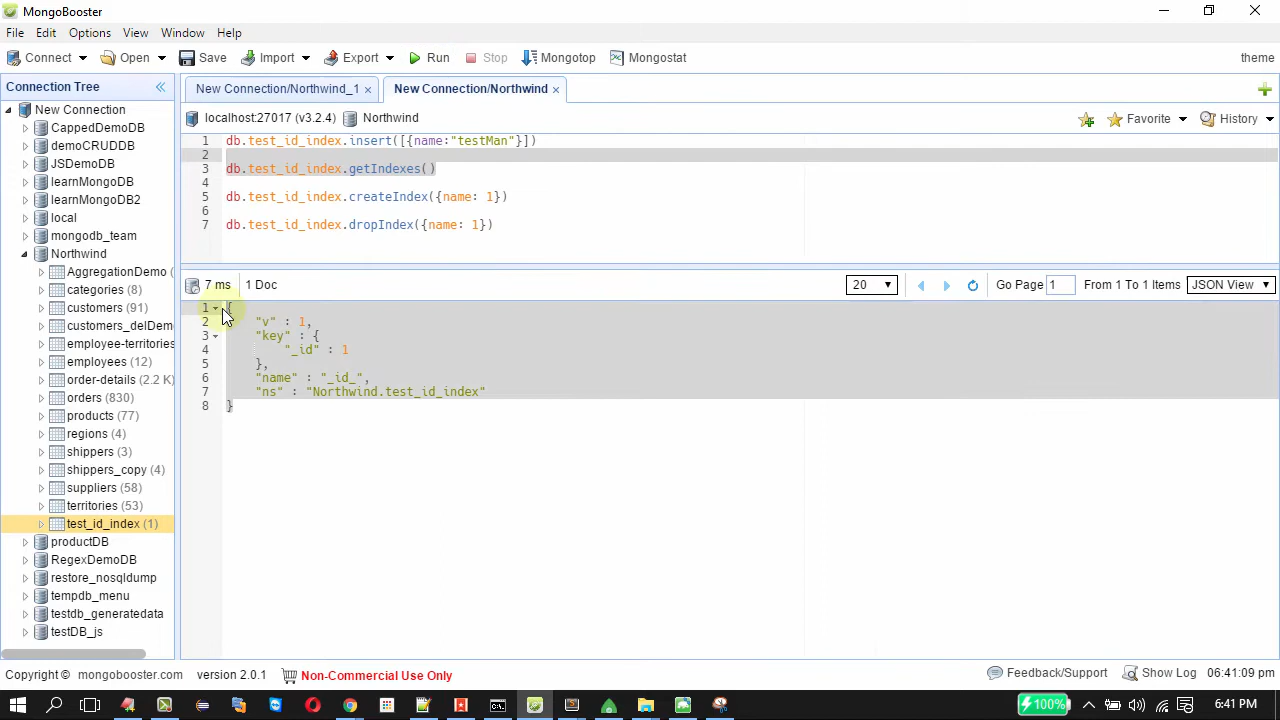 MongoBooster
File Edit Options View Window Help
Connect Open Save Import Export Run Stop Mongotop Mongostat theme
Connection Tree
New Connection
CappedDemoDB
demoCRUDDB
JSDemoDB
learnMongoDB
learnMongoDB2
local
mongodb_team
Northwind
AggregationDemo (
categories (8)
customers (91)
customers_delDem
employee-territories
employees (12)
order-details (2.2 K)
orders (830)
products (77)
regions (4)
shippers (3)
shippers_copy (4)
suppliers (58)
territories (53)
test_id_index (1)
productDB
RegexDemoDB
restore_nosqldump
tempdb_menu
testdb_generatedata
testDB_js
New Connection/Northwind_1 × New Connection/Northwind ×
localhost:27017 (v3.2.4) Northwind Favorite History
1 db.test_id_index.insert([{name:"testMan"}])
2
3 db.test_id_index.getIndexes()
4
5 db.test_id_index.createIndex({name: 1})
6
7 db.test_id_index.dropIndex({name: 1})
7 ms 1 Doc 20 Go Page 1 From 1 To 1 Items JSON View
1 {
2 "v" : 1,
3 "key" : {
4 "_id" : 1
5 },
6 "name" : "_id_",
7 "ns" : "Northwind.test_id_index"
8 }
Copyright © mongobooster.com version 2.0.1 Non-Commercial Use Only Feedback/Support Show Log 06:41:09 pm
100% 6:41 PM